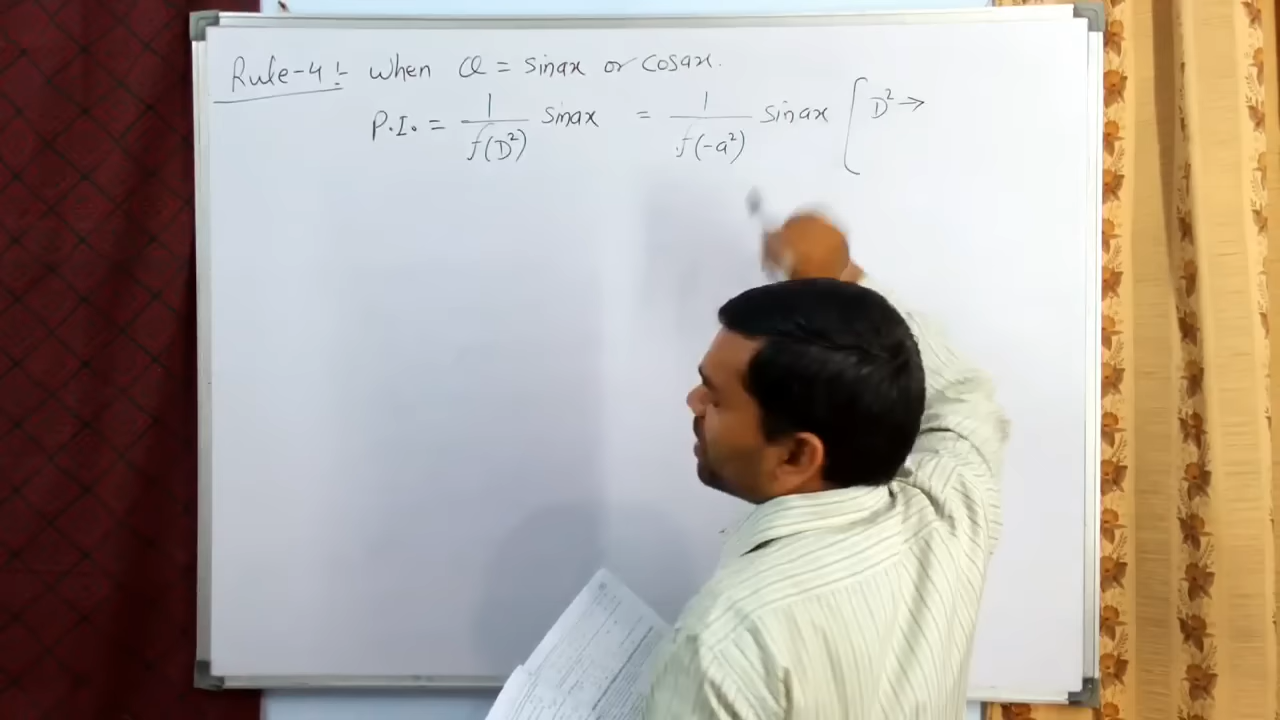 Rule-4:- when Q = sinax or cosax.
P.I. = 1/f(D²) sinax = 1/f(-a²) sinax [ D² →